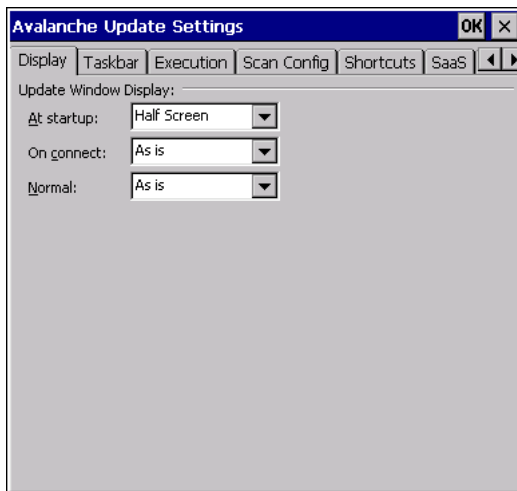 Avalanche Update Settings OK
Display Taskbar Execution Scan Config Shortcuts SaaS
Update Window Display:
At startup: Half Screen
On connect: As is
Normal: As is